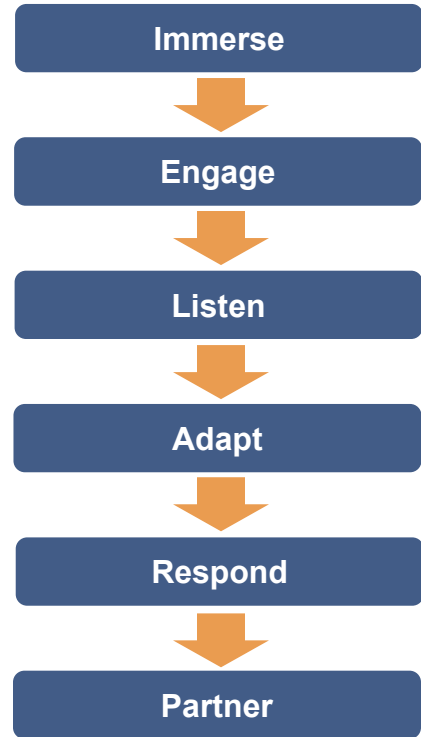 Immerse
Engage
Listen
Adapt
Respond
Partner